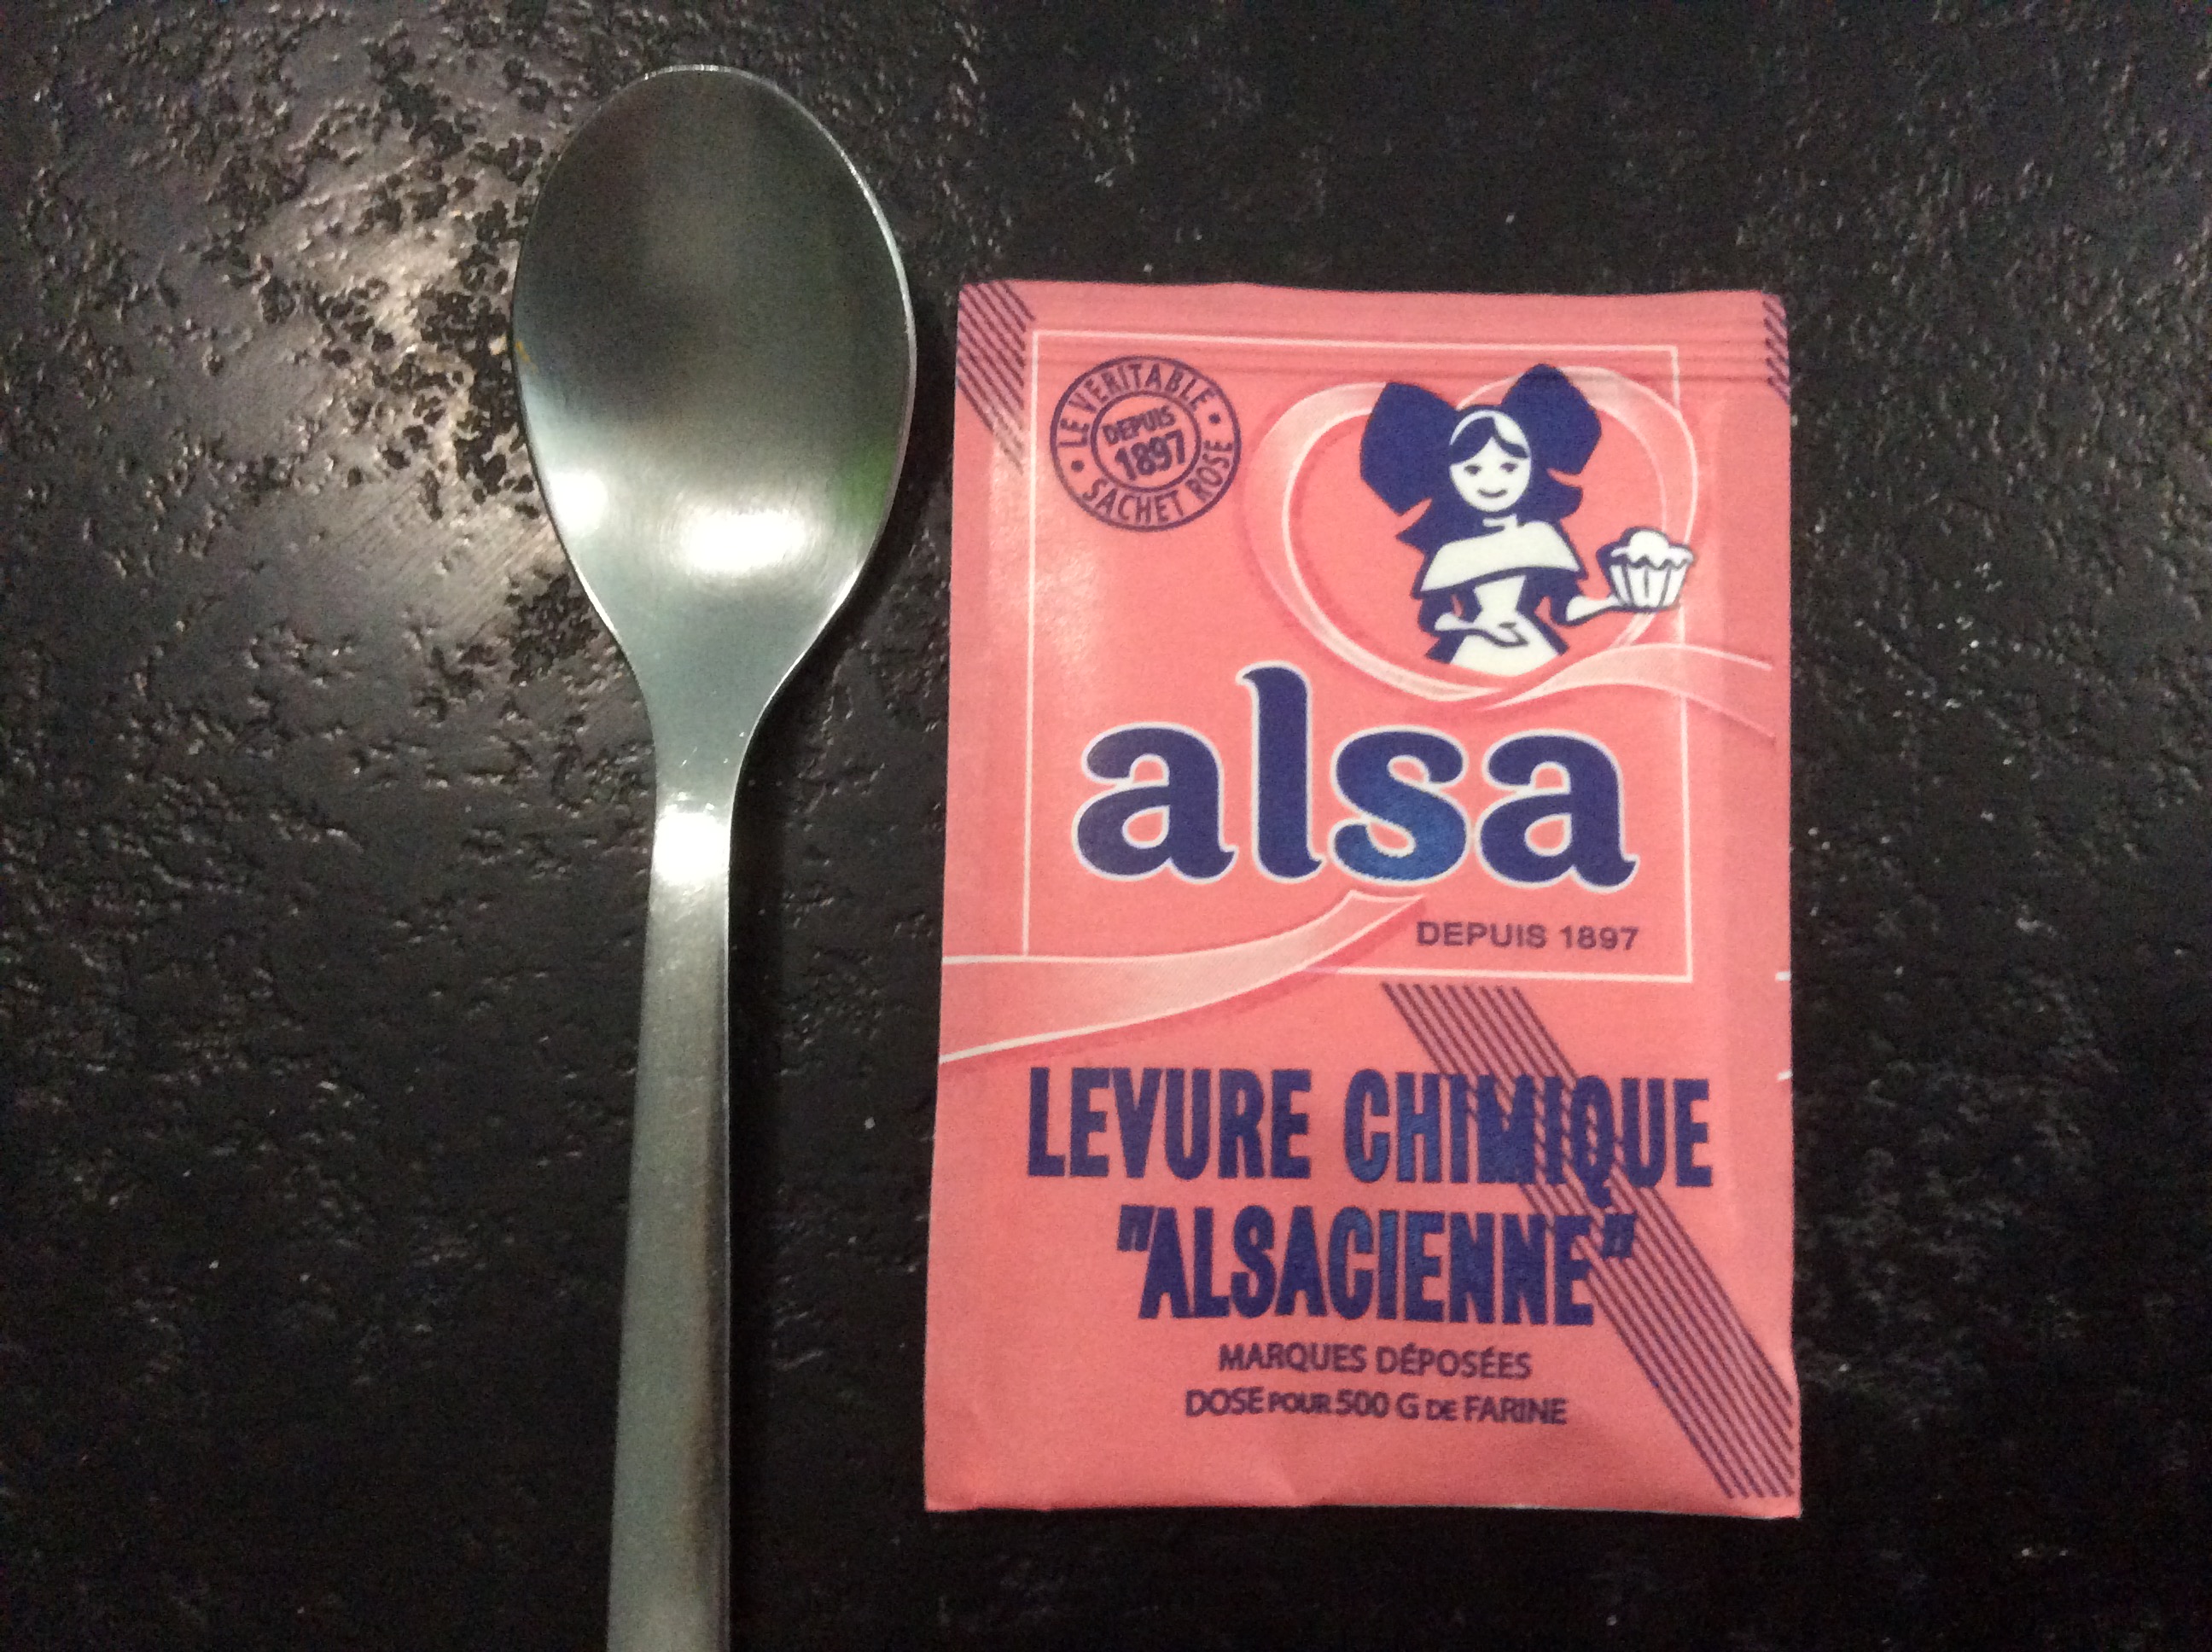 LE VERITABLE
DEPUIS
1897
SACHET ROSE
alsa
DEPUIS 1897
LEVURE CHIMIQUE
"ALSACIENNE"
MARQUES DÉPOSÉES
DOSE POUR 500 G DE FARINE